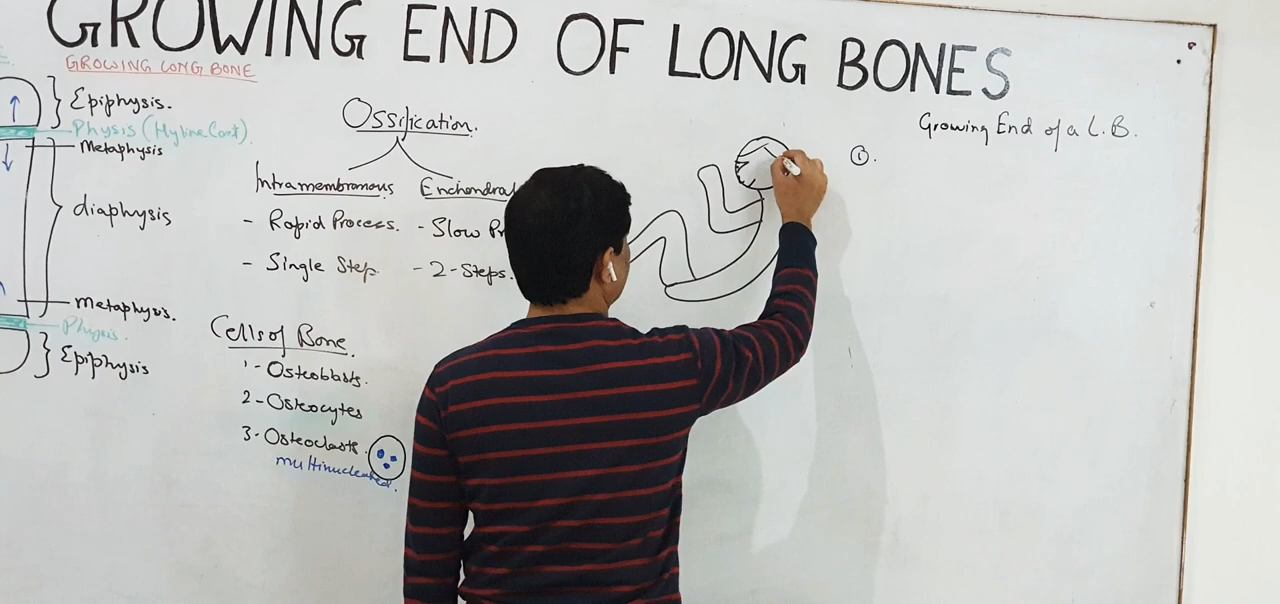 GROWING END OF LONG BONES
GROWING LONG BONE
Epiphysis.
Physis (Hyline Cart).
Metaphysis
diaphysis
Metaphysis.
Physis.
Epiphysis
Ossification.
Intramembranous
- Rapid Process.
- Single Step
Enchondral
- Slow Pr
- 2-Steps.
Cells of Bone.
1- Osteoblasts.
2- Osteocytes
3- Osteoclasts.
multinucleated.
Growing End of a L.B.
①.